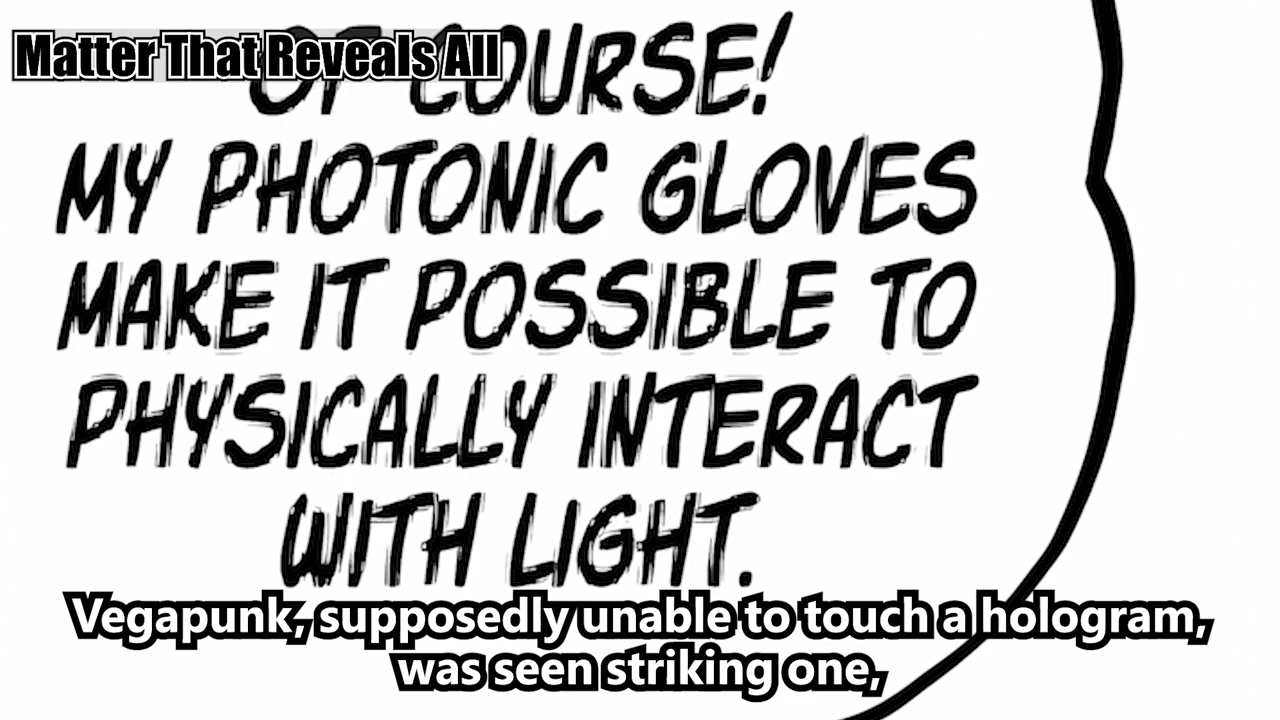 Matter That Reveals All
OF COURSE!
MY PHOTONIC GLOVES
MAKE IT POSSIBLE TO
PHYSICALLY INTERACT
WITH LIGHT.
Vegapunk, supposedly unable to touch a hologram,
was seen striking one,